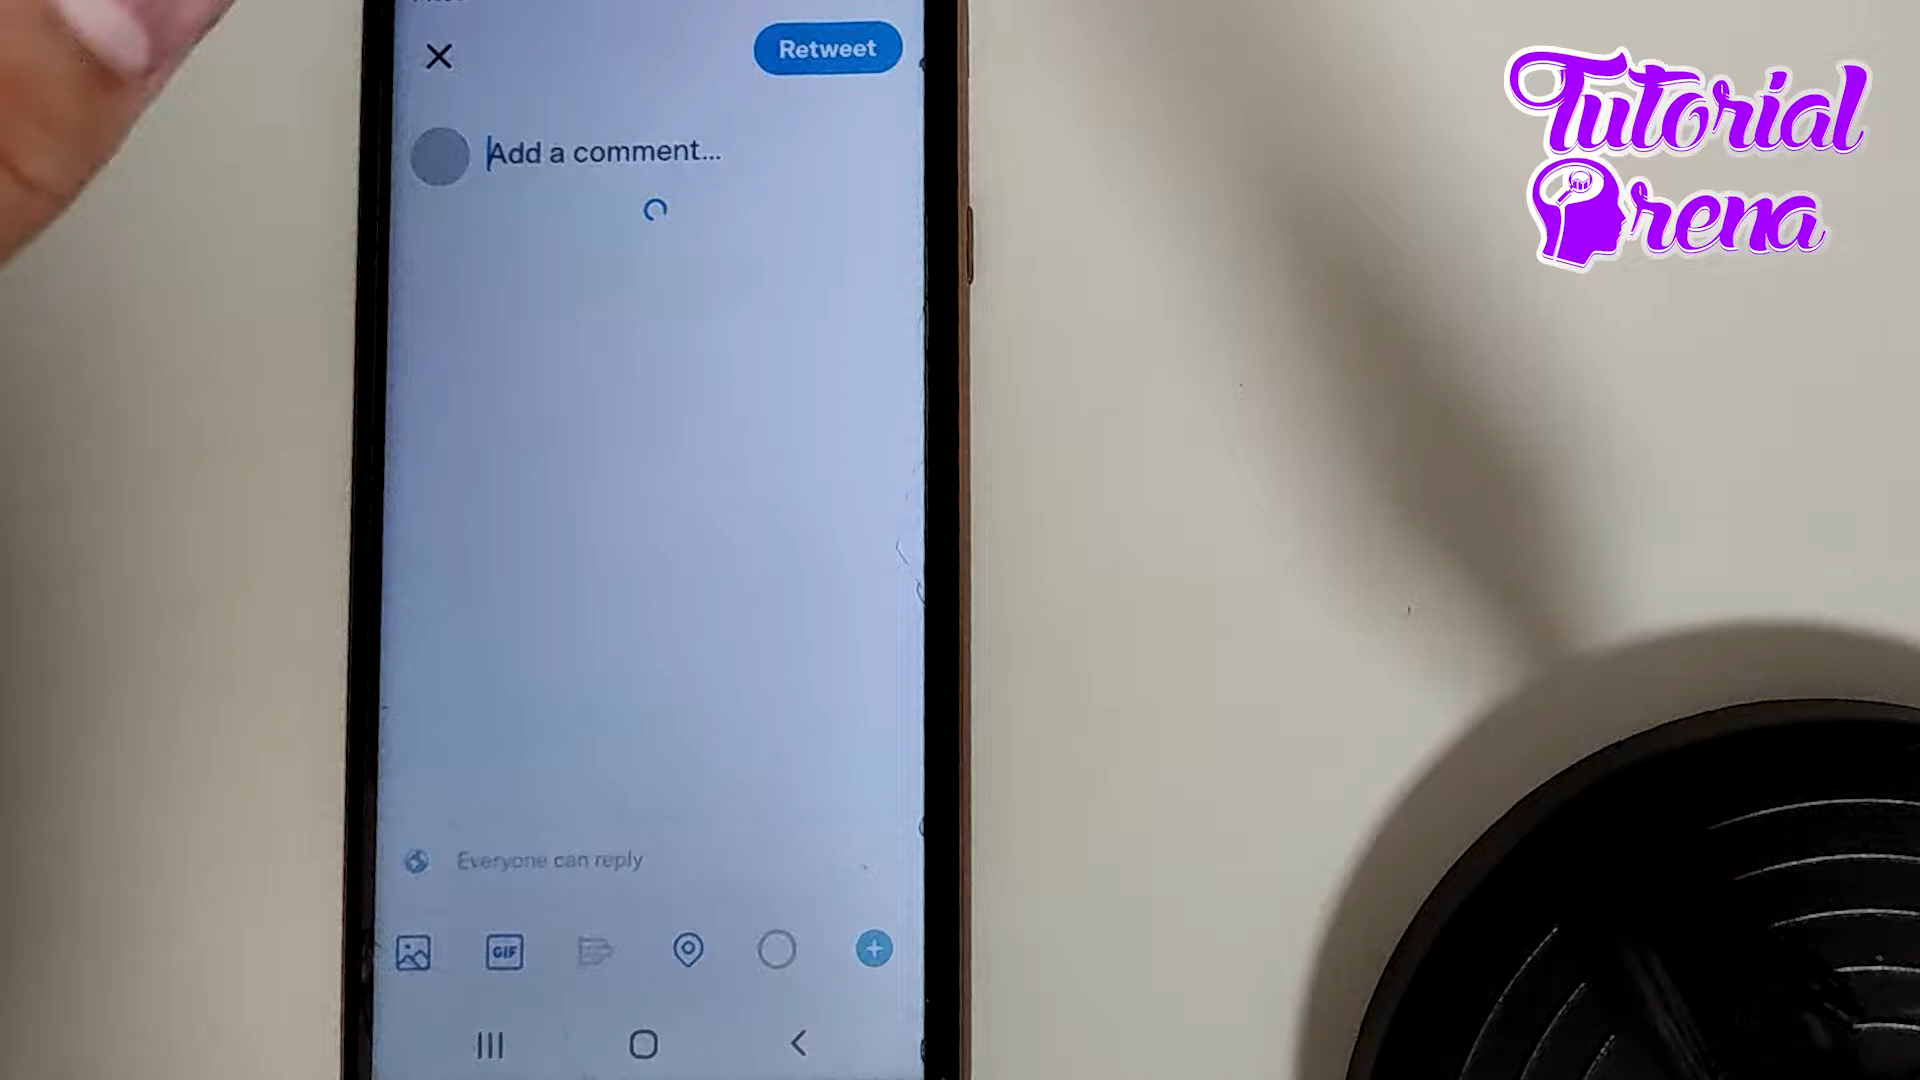 Retweet
Add a comment...
Everyone can reply
GIF
Tutorial
Arena